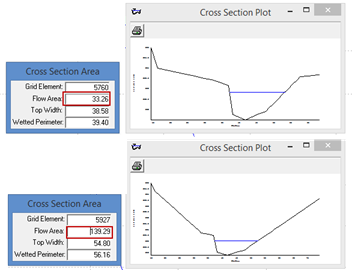 Cross Section Plot
Cross Section Area
Grid Element: 5760
Flow Area: 33.26
Top Width: 38.58
Wetted Perimeter: 39.40
Cross Section Plot
Cross Section Area
Grid Element: 5927
Flow Area: 139.29
Top Width: 54.80
Wetted Perimeter: 56.16